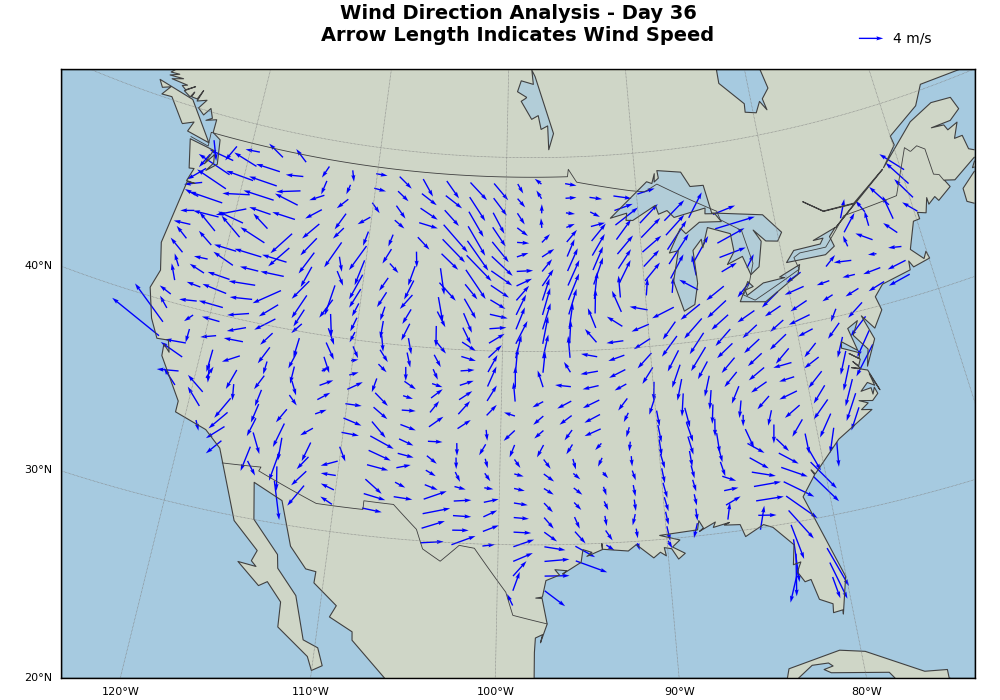 Wind Direction Analysis - Day 36
Arrow Length Indicates Wind Speed
4 m/s
40°N
30°N
20°N
120°W
110°W
100°W
90°W
80°W